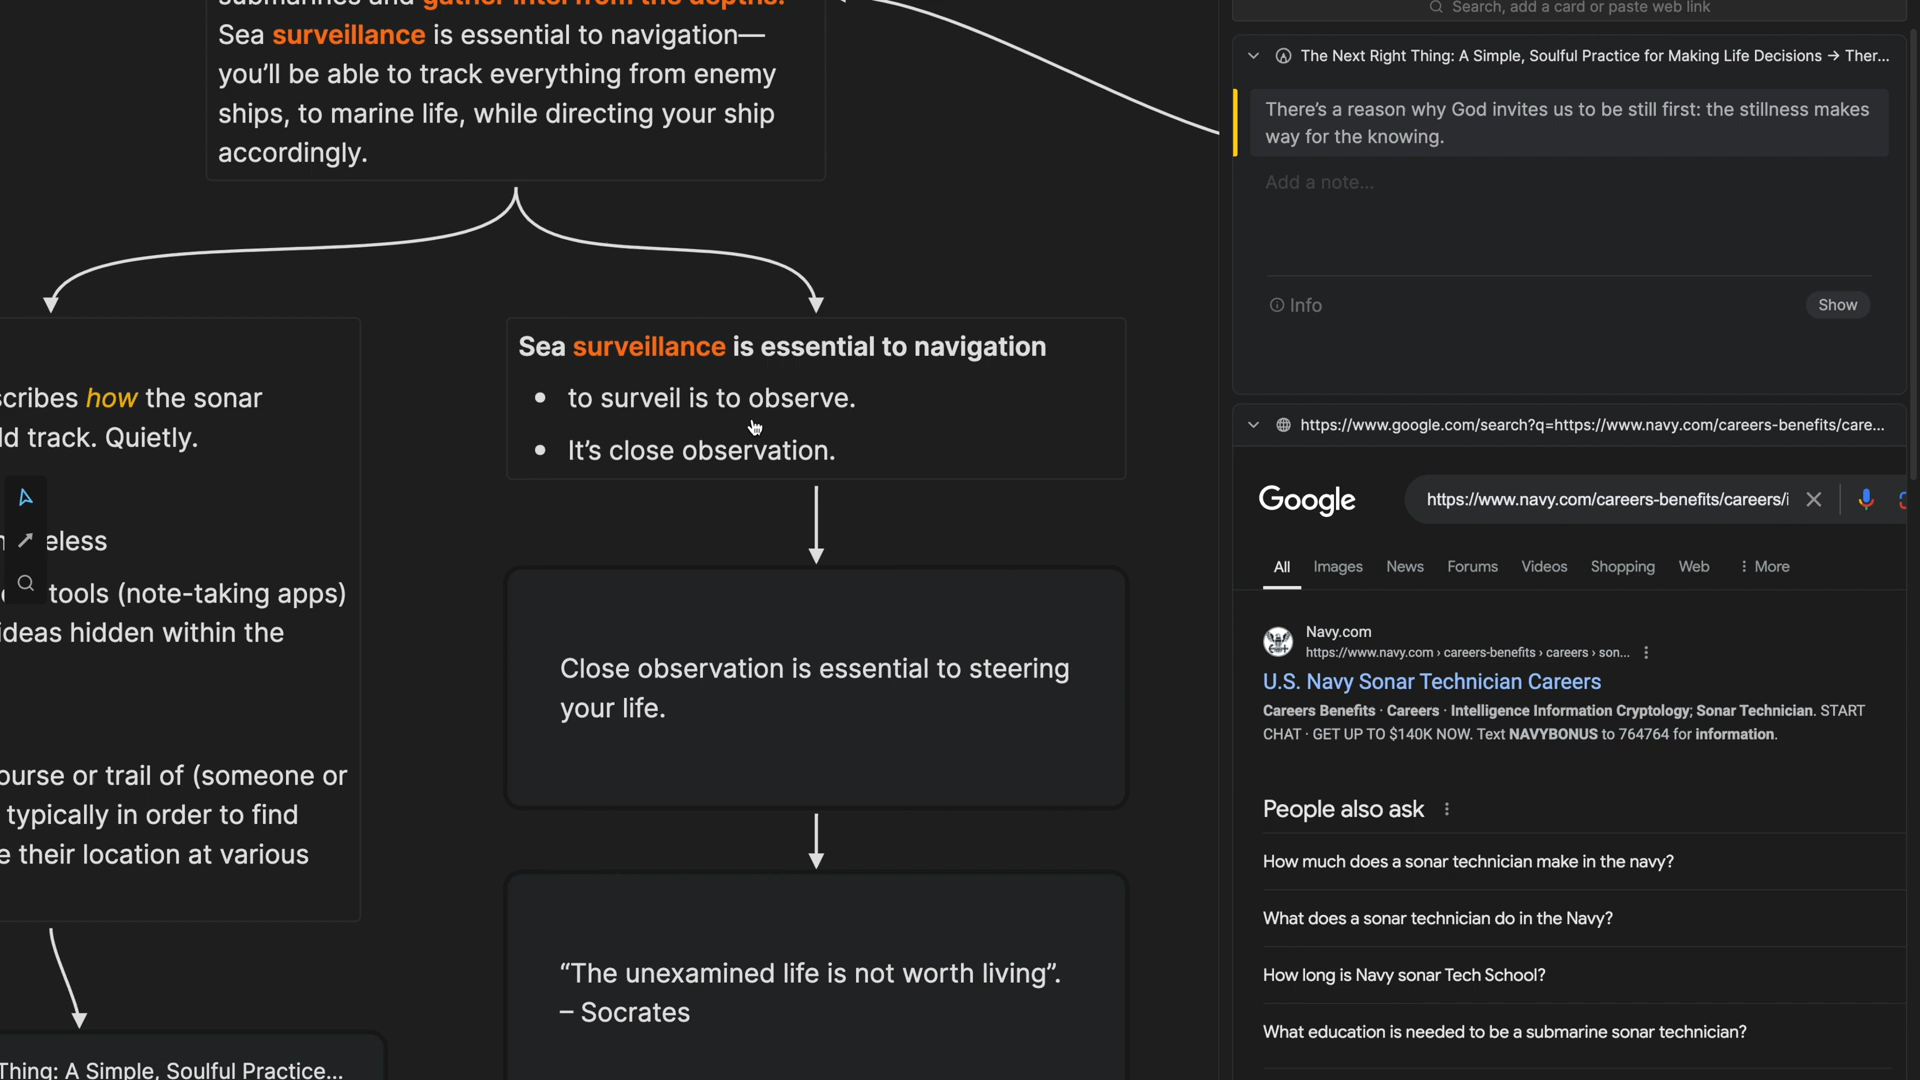 submarines and gather intel from the depths.
Sea surveillance is essential to navigation—
you'll be able to track everything from enemy
ships, to marine life, while directing your ship
accordingly.
scribes how the sonar
ld track. Quietly.
eless
tools (note-taking apps)
ideas hidden within the
ourse or trail of (someone or
typically in order to find
e their location at various
Thing: A Simple, Soulful Practice...
Sea surveillance is essential to navigation
• to surveil is to observe.
• It's close observation.
Close observation is essential to steering
your life.
“The unexamined life is not worth living”.
– Socrates
Search, add a card or paste web link
The Next Right Thing: A Simple, Soulful Practice for Making Life Decisions → Ther...
There's a reason why God invites us to be still first: the stillness makes
way for the knowing.
Add a note...
Info
Show
https://www.google.com/search?q=https://www.navy.com/careers-benefits/care...
Google
https://www.navy.com/careers-benefits/careers/i
All Images News Forums Videos Shopping Web More
Navy.com
https://www.navy.com › careers-benefits › careers › son...
U.S. Navy Sonar Technician Careers
Careers Benefits · Careers · Intelligence Information Cryptology; Sonar Technician. START
CHAT · GET UP TO $140K NOW. Text NAVYBONUS to 764764 for information.
People also ask
How much does a sonar technician make in the navy?
What does a sonar technician do in the Navy?
How long is Navy sonar Tech School?
What education is needed to be a submarine sonar technician?